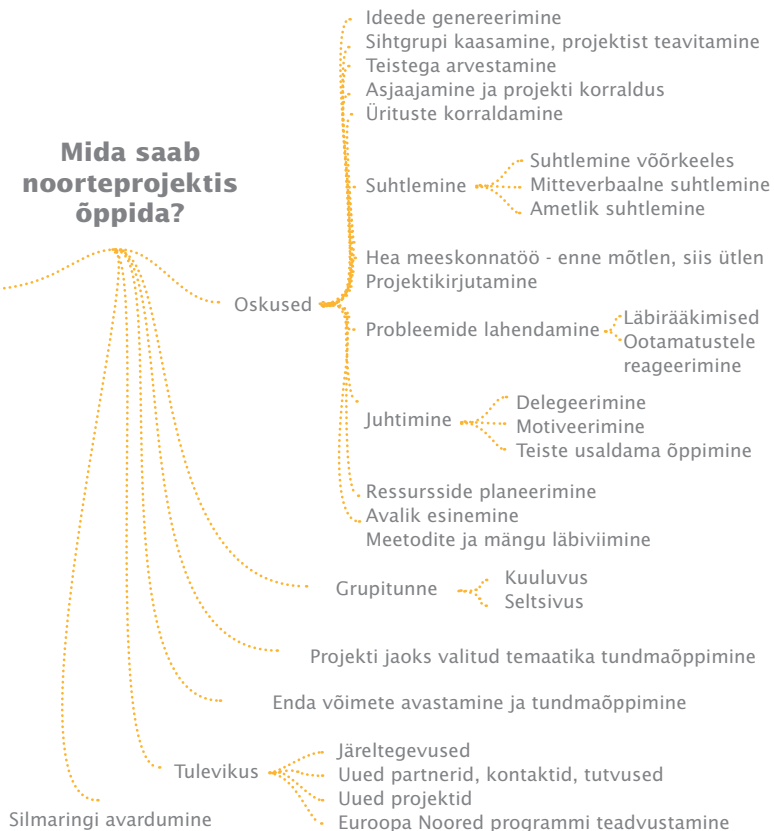 Mida saab
noorteprojektis
õppida?
Oskused
Ideede genereerimine
Sihtgrupi kaasamine, projektist teavitamine
Teistega arvestamine
Asjaajamine ja projekti korraldus
Ürituste korraldamine
Suhtlemine
Suhtlemine võõrkeeles
Mitteverbaalne suhtlemine
Ametlik suhtlemine
Hea meeskonnatöö - enne mõtlen, siis ütlen
Projektikirjutamine
Probleemide lahendamine
Läbirääkimised
Ootamatustele
reageerimine
Juhtimine
Delegeerimine
Motiveerimine
Teiste usaldama õppimine
Ressursside planeerimine
Avalik esinemine
Meetodite ja mängu läbiviimine
Grupitunne
Kuuluvus
Seltsivus
Projekti jaoks valitud temaatika tundmaõppimine
Enda võimete avastamine ja tundmaõppimine
Tulevikus
Järeltegevused
Uued partnerid, kontaktid, tutvused
Uued projektid
Euroopa Noored programmi teadvustamine
Silmaringi avardumine